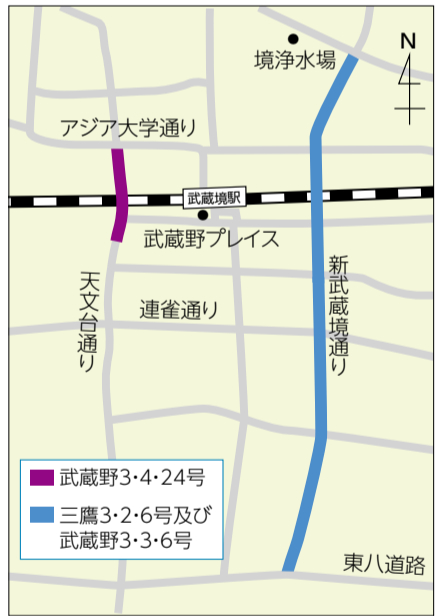 境浄水場
N
アジア大学通り
武蔵境駅
武蔵野プレイス
天文台通り
連雀通り
新武蔵境通り
武蔵野3・4・24号
三鷹3・2・6号及び
武蔵野3・3・6号
東八道路